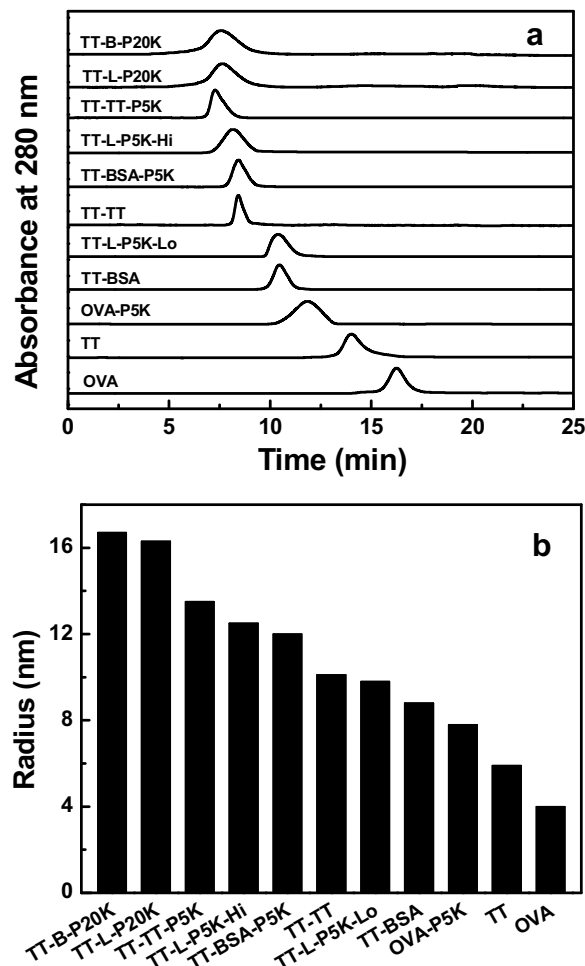 a
Absorbance at 280 nm
TT-B-P20K
TT-L-P20K
TT-TT-P5K
TT-L-P5K-Hi
TT-BSA-P5K
TT-TT
TT-L-P5K-Lo
TT-BSA
OVA-P5K
TT
OVA
0 5 10 15 20 25
Time (min)
b
Radius (nm)
16
12
8
4
0
TT-B-P20K
TT-L-P20K
TT-TT-P5K
TT-L-P5K-Hi
TT-BSA-P5K
TT-TT
TT-L-P5K-Lo
TT-BSA
OVA-P5K
TT
OVA